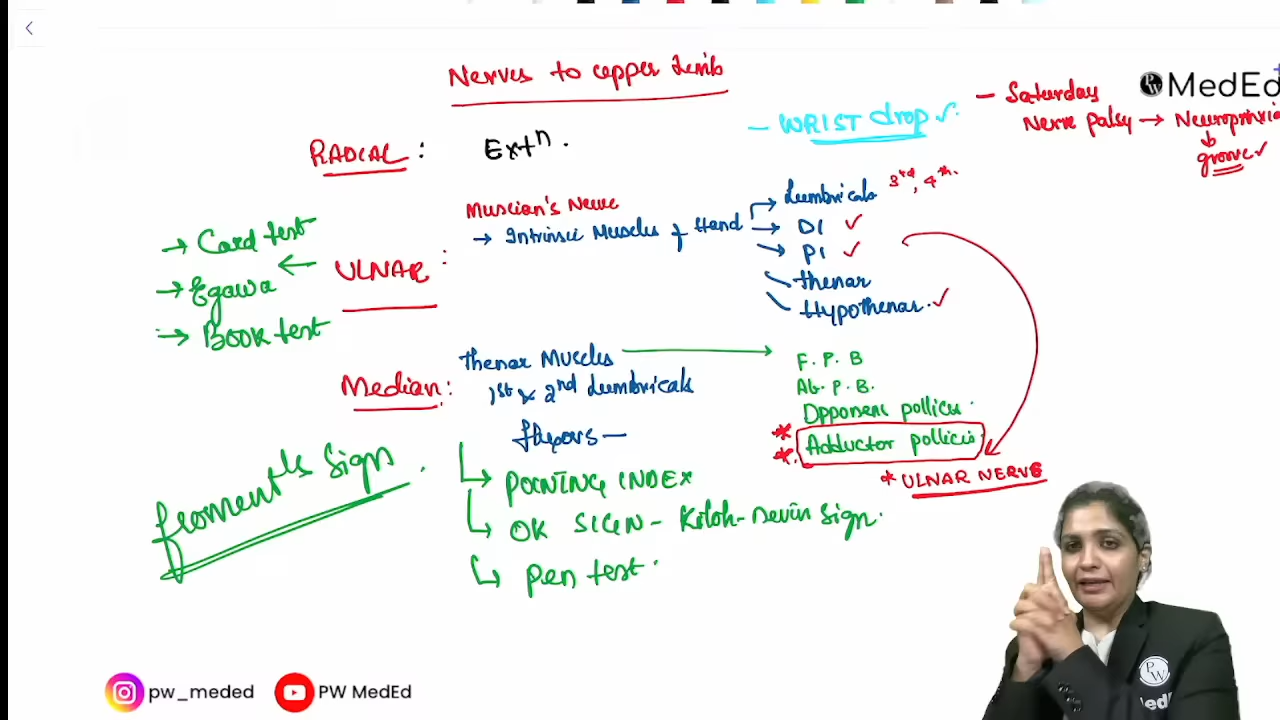 Nerves to upper Limb
MedEd
- Saturday
Nerve Palsy → Neuropraxia
↓
groove ✓
- WRIST drop ✓.
RADIAL : Extⁿ.
Muscian's Nerve
ULNAR : → Intrinsic Muscles of Hand
→ Lumbricals 3rd, 4th.
→ DI ✓
→ PI ✓
thenar
Hypothenar. ✓
→ Card test
→ Egawa
→ Book test
Median: Thenar Muscles → F. P. B
1st & 2nd Lumbricals
flexors —
Ab. P. B.
Opponens pollicis.
** Adductor pollicis.
* ULNAR NERVE
froment's Sign.
↳ POINTING INDEX
↳ OK SIGN - Kiloh-nevin Sign.
↳ pen test.
PW
MedEd
pw_meded
PW MedEd